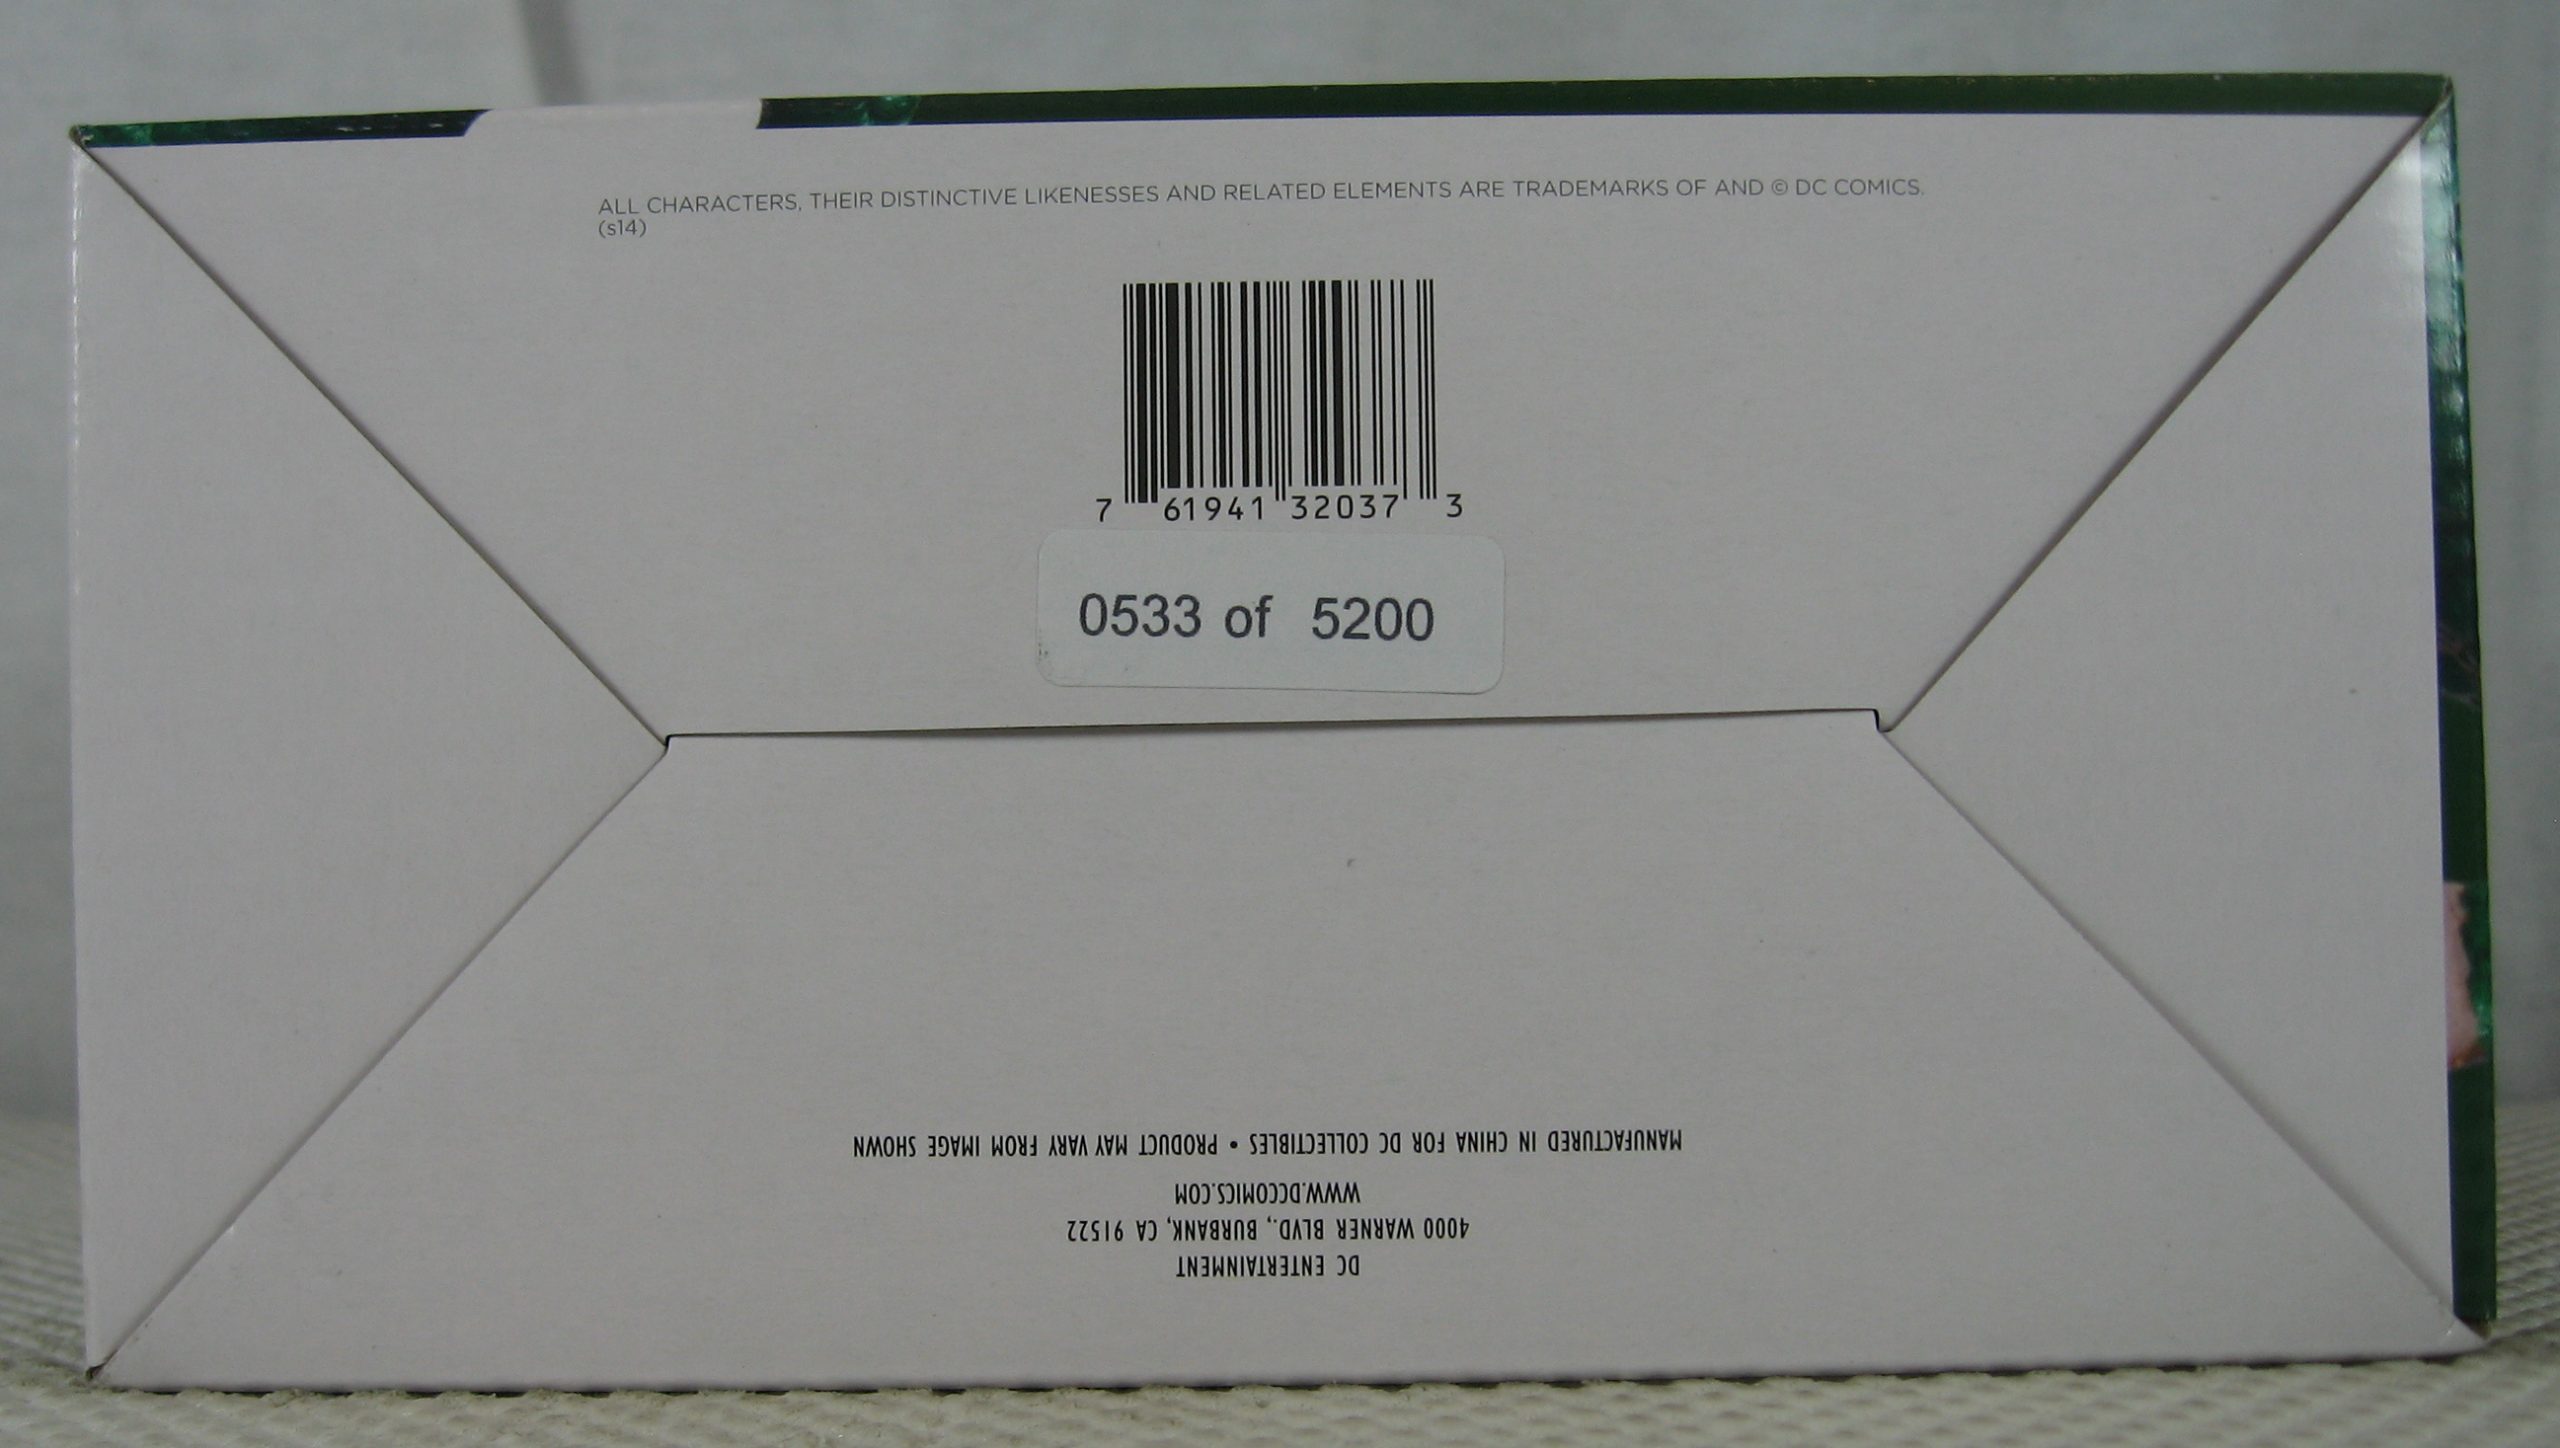 ALL CHARACTERS, THEIR DISTINCTIVE LIKENESSES AND RELATED ELEMENTS ARE TRADEMARKS OF AND © DC COMICS.
(s14)
7 61941 32037 3
0533 of 5200
DC ENTERTAINMENT
4000 WARNER BLVD., BURBANK, CA 91522
WWW.DCCOMICS.COM
MANUFACTURED IN CHINA FOR DC COLLECTIBLES • PRODUCT MAY VARY FROM IMAGE SHOWN